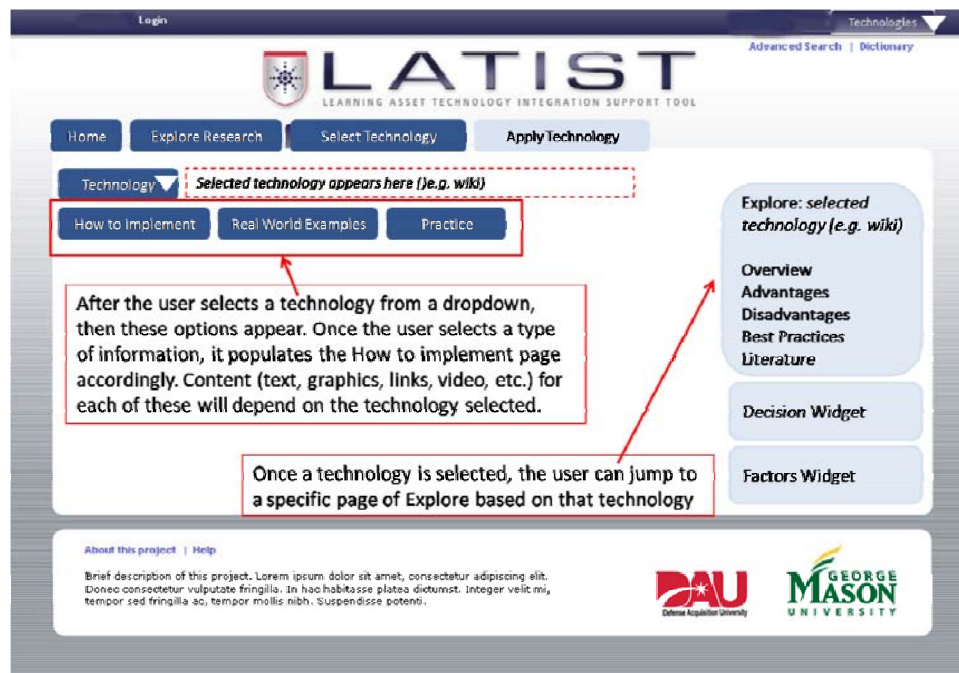 Login
Technologies
Advanced Search | Dictionary
LATIST
LEARNING ASSET TECHNOLOGY INTEGRATION SUPPORT TOOL
Home
Explore Research
Select Technology
Apply Technology
Technology
Selected technology appears here ()e.g. wiki)
How to implement
Real World Examples
Practice
Explore: selected
technology (e.g. wiki)
Overview
Advantages
Disadvantages
Best Practices
Literature
After the user selects a technology from a dropdown,
then these options appear. Once the user selects a type
of information, it populates the How to implement page
accordingly. Content (text, graphics, links, video, etc.) for
each of these will depend on the technology selected.
Decision Widget
Once a technology is selected, the user can jump to
a specific page of Explore based on that technology
Factors Widget
About this project | Help
Brief description of this project. Lorem ipsum dolor sit amet, consectetur adipiscing elit.
Donec consectetur vulputate fringilla. In hac habitasse platea dictumst. Integer velit mi,
tempor sed fringilla ac, tempor mollis nibh. Suspendisse potenti.
DAU
Defense Acquisition University
GEORGE
MASON
UNIVERSITY